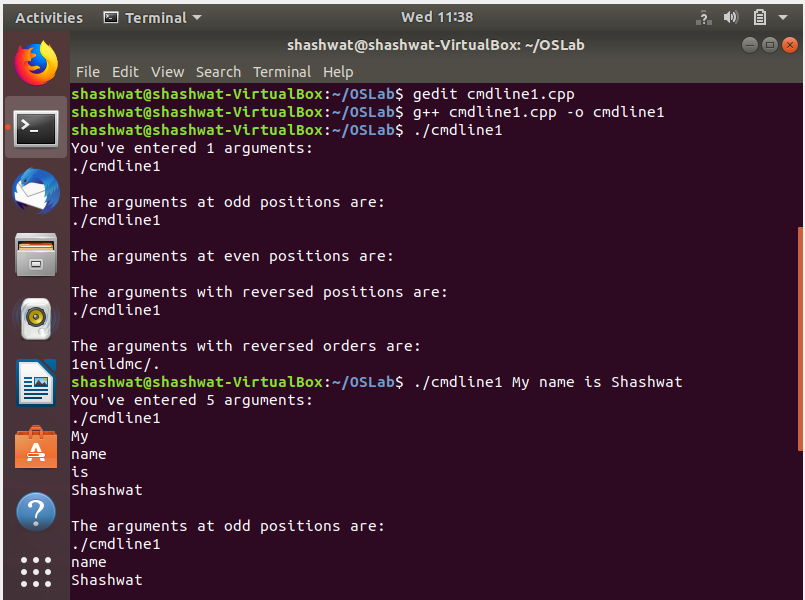 Activities Terminal Wed 11:38
shashwat@shashwat-VirtualBox: ~/OSLab
File Edit View Search Terminal Help
shashwat@shashwat-VirtualBox:~/OSLab$ gedit cmdline1.cpp
shashwat@shashwat-VirtualBox:~/OSLab$ g++ cmdline1.cpp -o cmdline1
shashwat@shashwat-VirtualBox:~/OSLab$ ./cmdline1
You've entered 1 arguments:
./cmdline1
The arguments at odd positions are:
./cmdline1
The arguments at even positions are:
The arguments with reversed positions are:
./cmdline1
The arguments with reversed orders are:
1enildmc/.
shashwat@shashwat-VirtualBox:~/OSLab$ ./cmdline1 My name is Shashwat
You've entered 5 arguments:
./cmdline1
My
name
is
Shashwat
The arguments at odd positions are:
./cmdline1
name
Shashwat